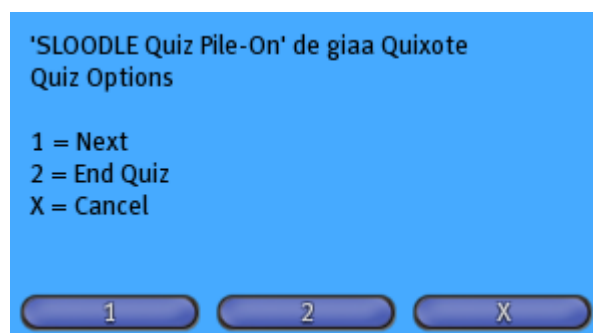 'SLOODLE Quiz Pile-On' de giaa Quixote
Quiz Options
1 = Next
2 = End Quiz
X = Cancel
1 2 X